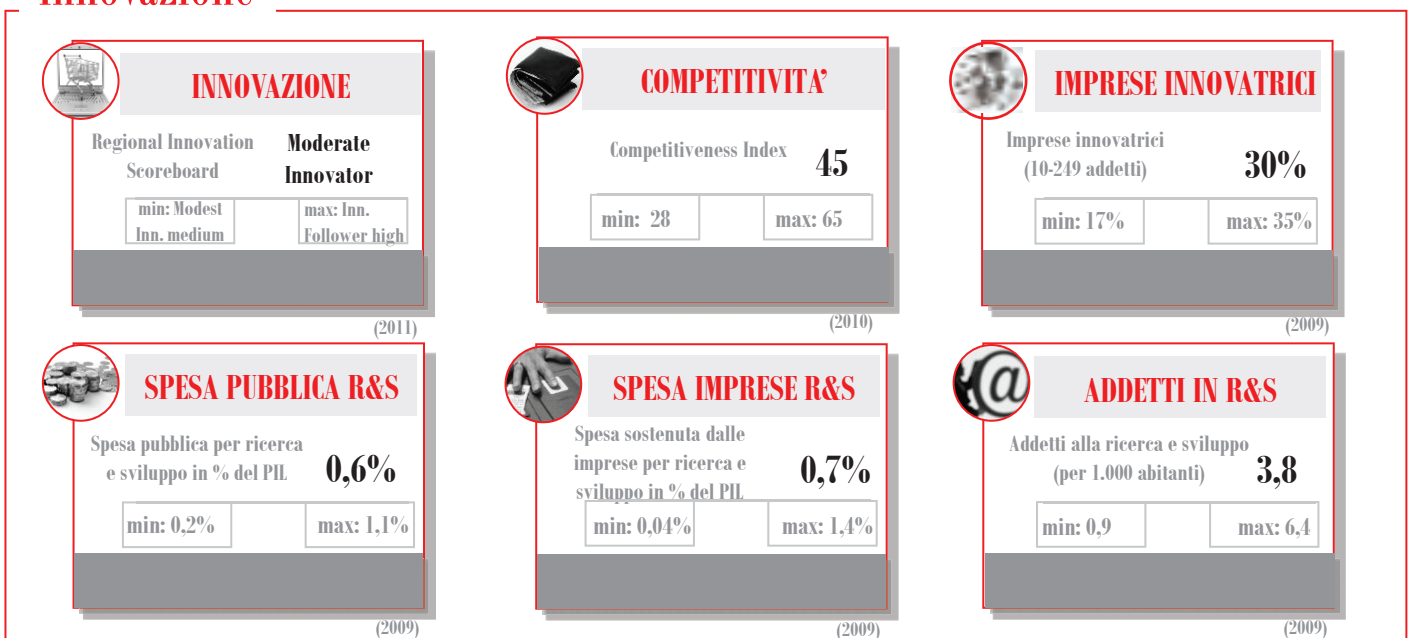 Innovazione
INNOVAZIONE
Regional Innovation
Scoreboard
Moderate
Innovator
min: Modest
Inn. medium
max: Inn.
Follower high
(2011)
COMPETITIVITA’
Competitiveness Index
45
min: 28
max: 65
(2010)
IMPRESE INNOVATRICI
Imprese innovatrici
(10-249 addetti)
30%
min: 17%
max: 35%
(2009)
SPESA PUBBLICA R&S
Spesa pubblica per ricerca
e sviluppo in % del PIL
0,6%
min: 0,2%
max: 1,1%
(2009)
SPESA IMPRESE R&S
Spesa sostenuta dalle
imprese per ricerca e
sviluppo in % del PIL
0,7%
min: 0,04%
max: 1,4%
(2009)
ADDETTI IN R&S
Addetti alla ricerca e sviluppo
(per 1.000 abitanti)
3,8
min: 0,9
max: 6,4
(2009)